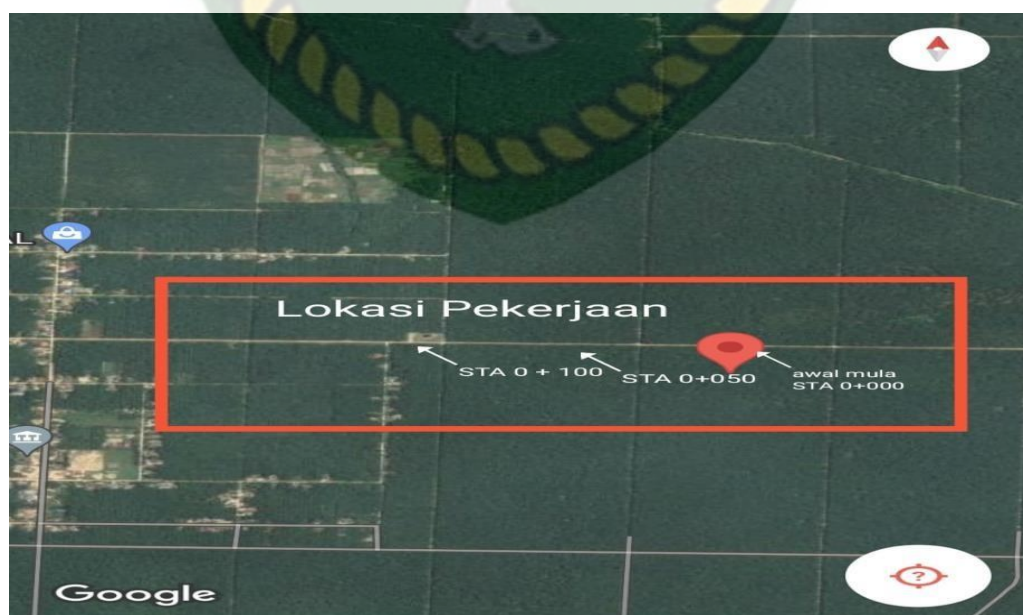 L
Lokasi Pekerjaan
STA 0 + 100
STA 0+050
awal mula
STA 0+000
?
Google